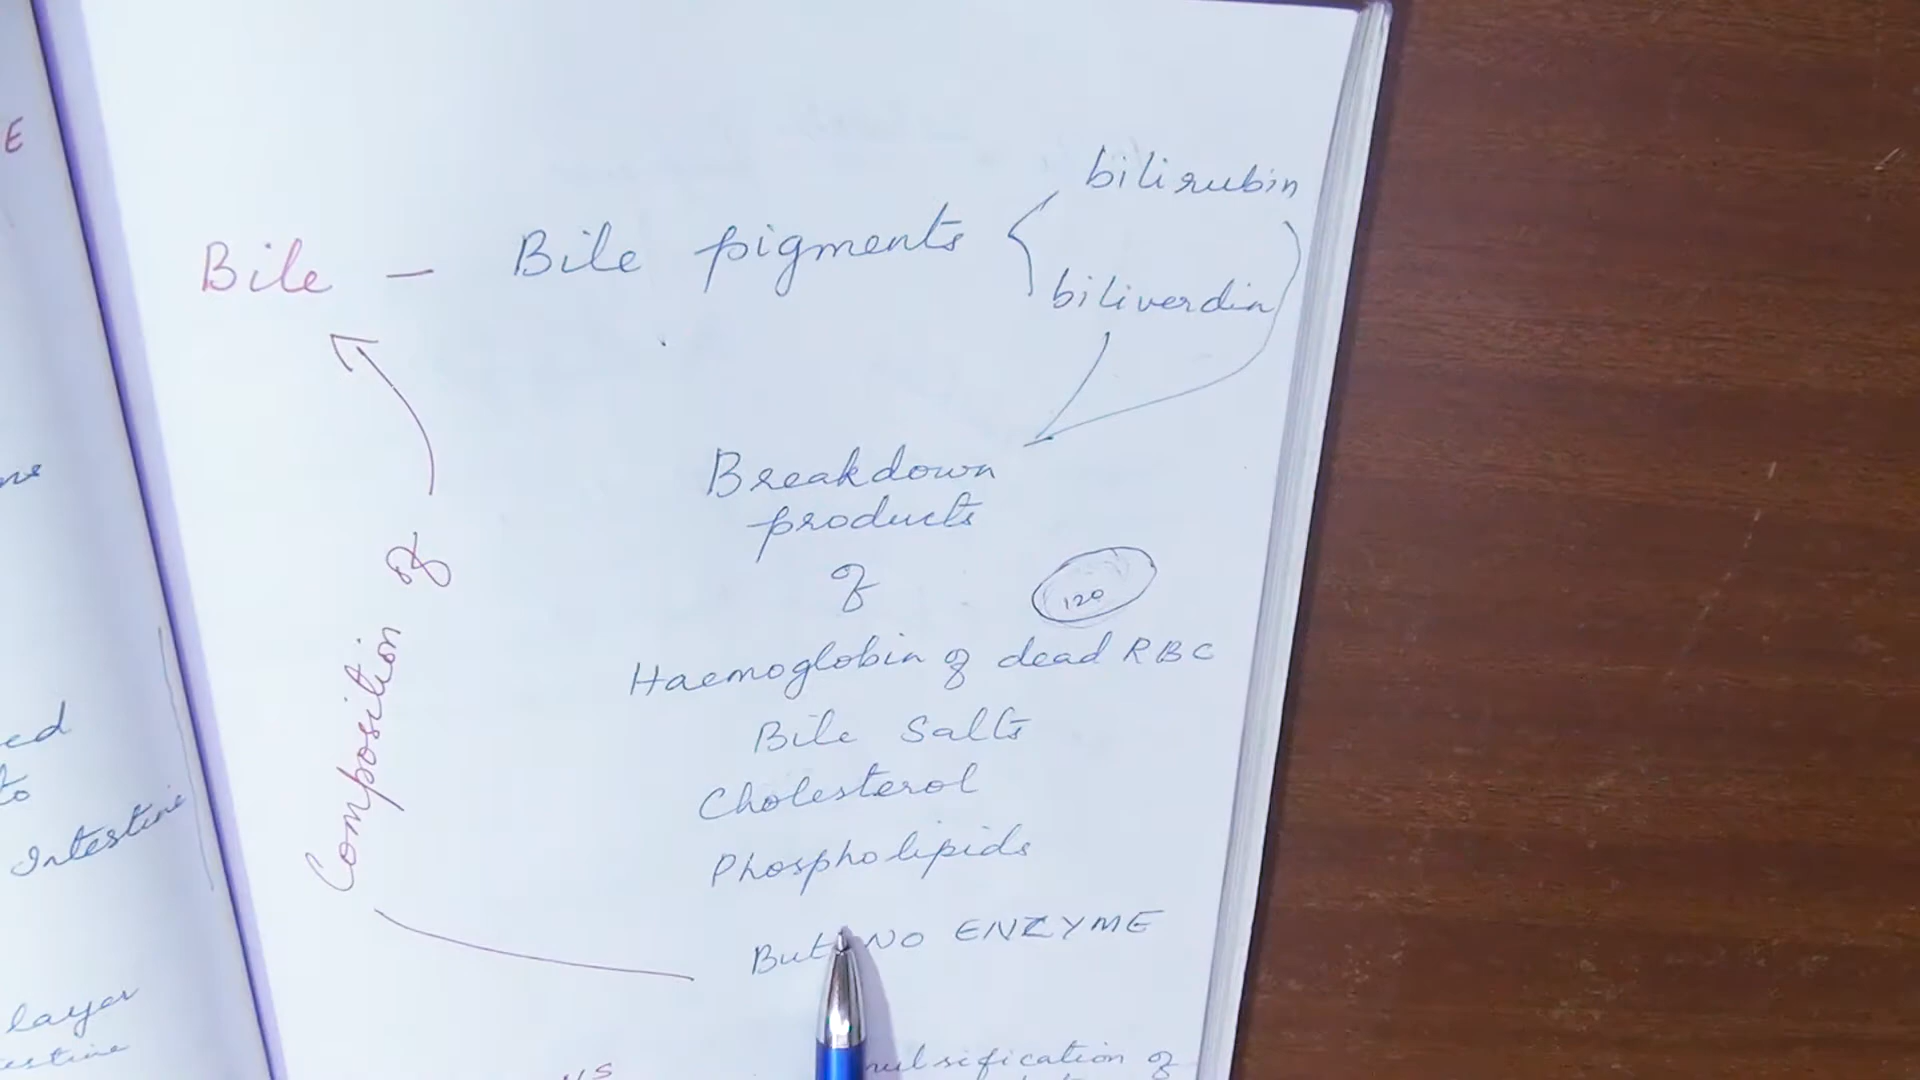 E
ed
to
Intestine
layer
Bile - Bile pigments
bilirubin
biliverdin
Breakdown
products
of
120
Haemoglobin of dead RBC
Bile Salts
Cholesterol
Phospholipids
But NO ENZYME
Composition of